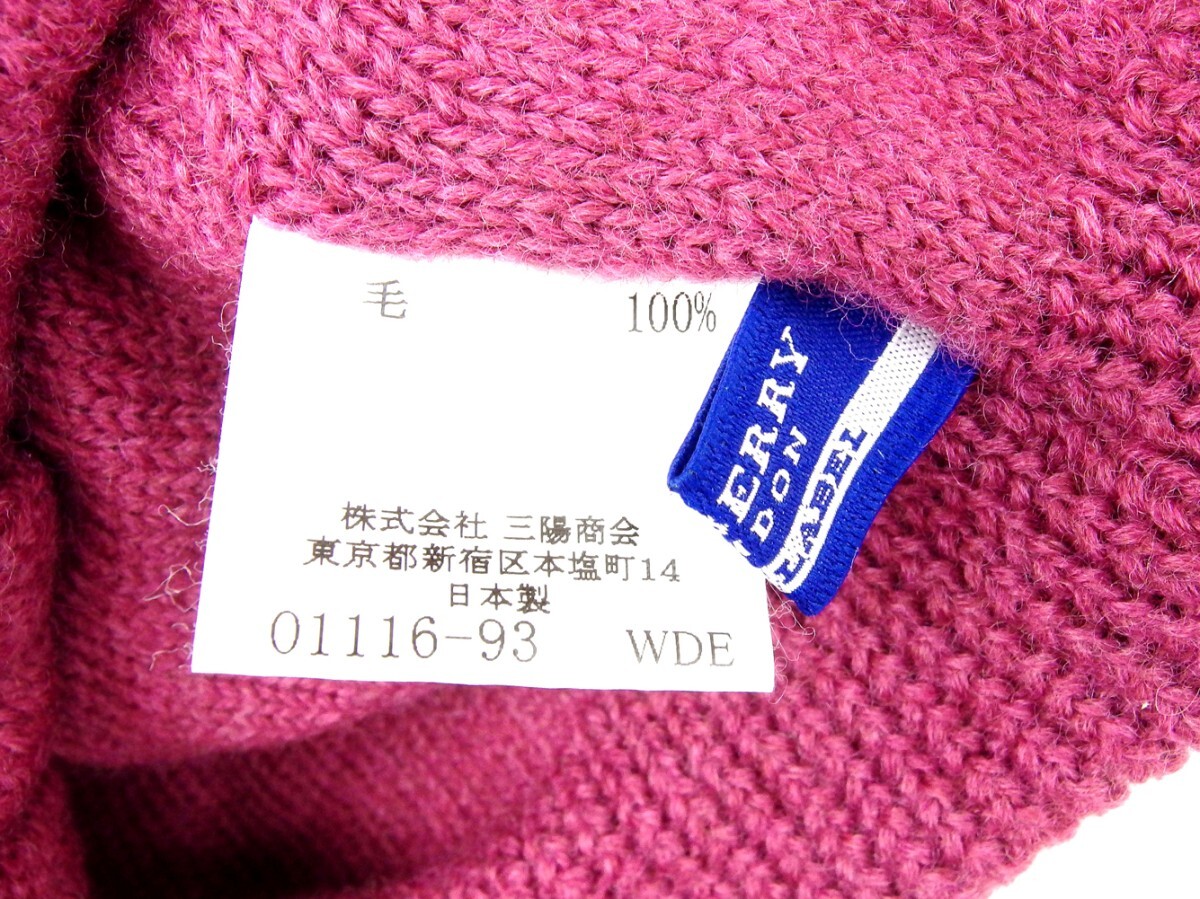 毛 100%
株式会社 三陽商会
東京都新宿区本塩町14
日本製
01116-93 WDE
ERRY
DON
LABEL